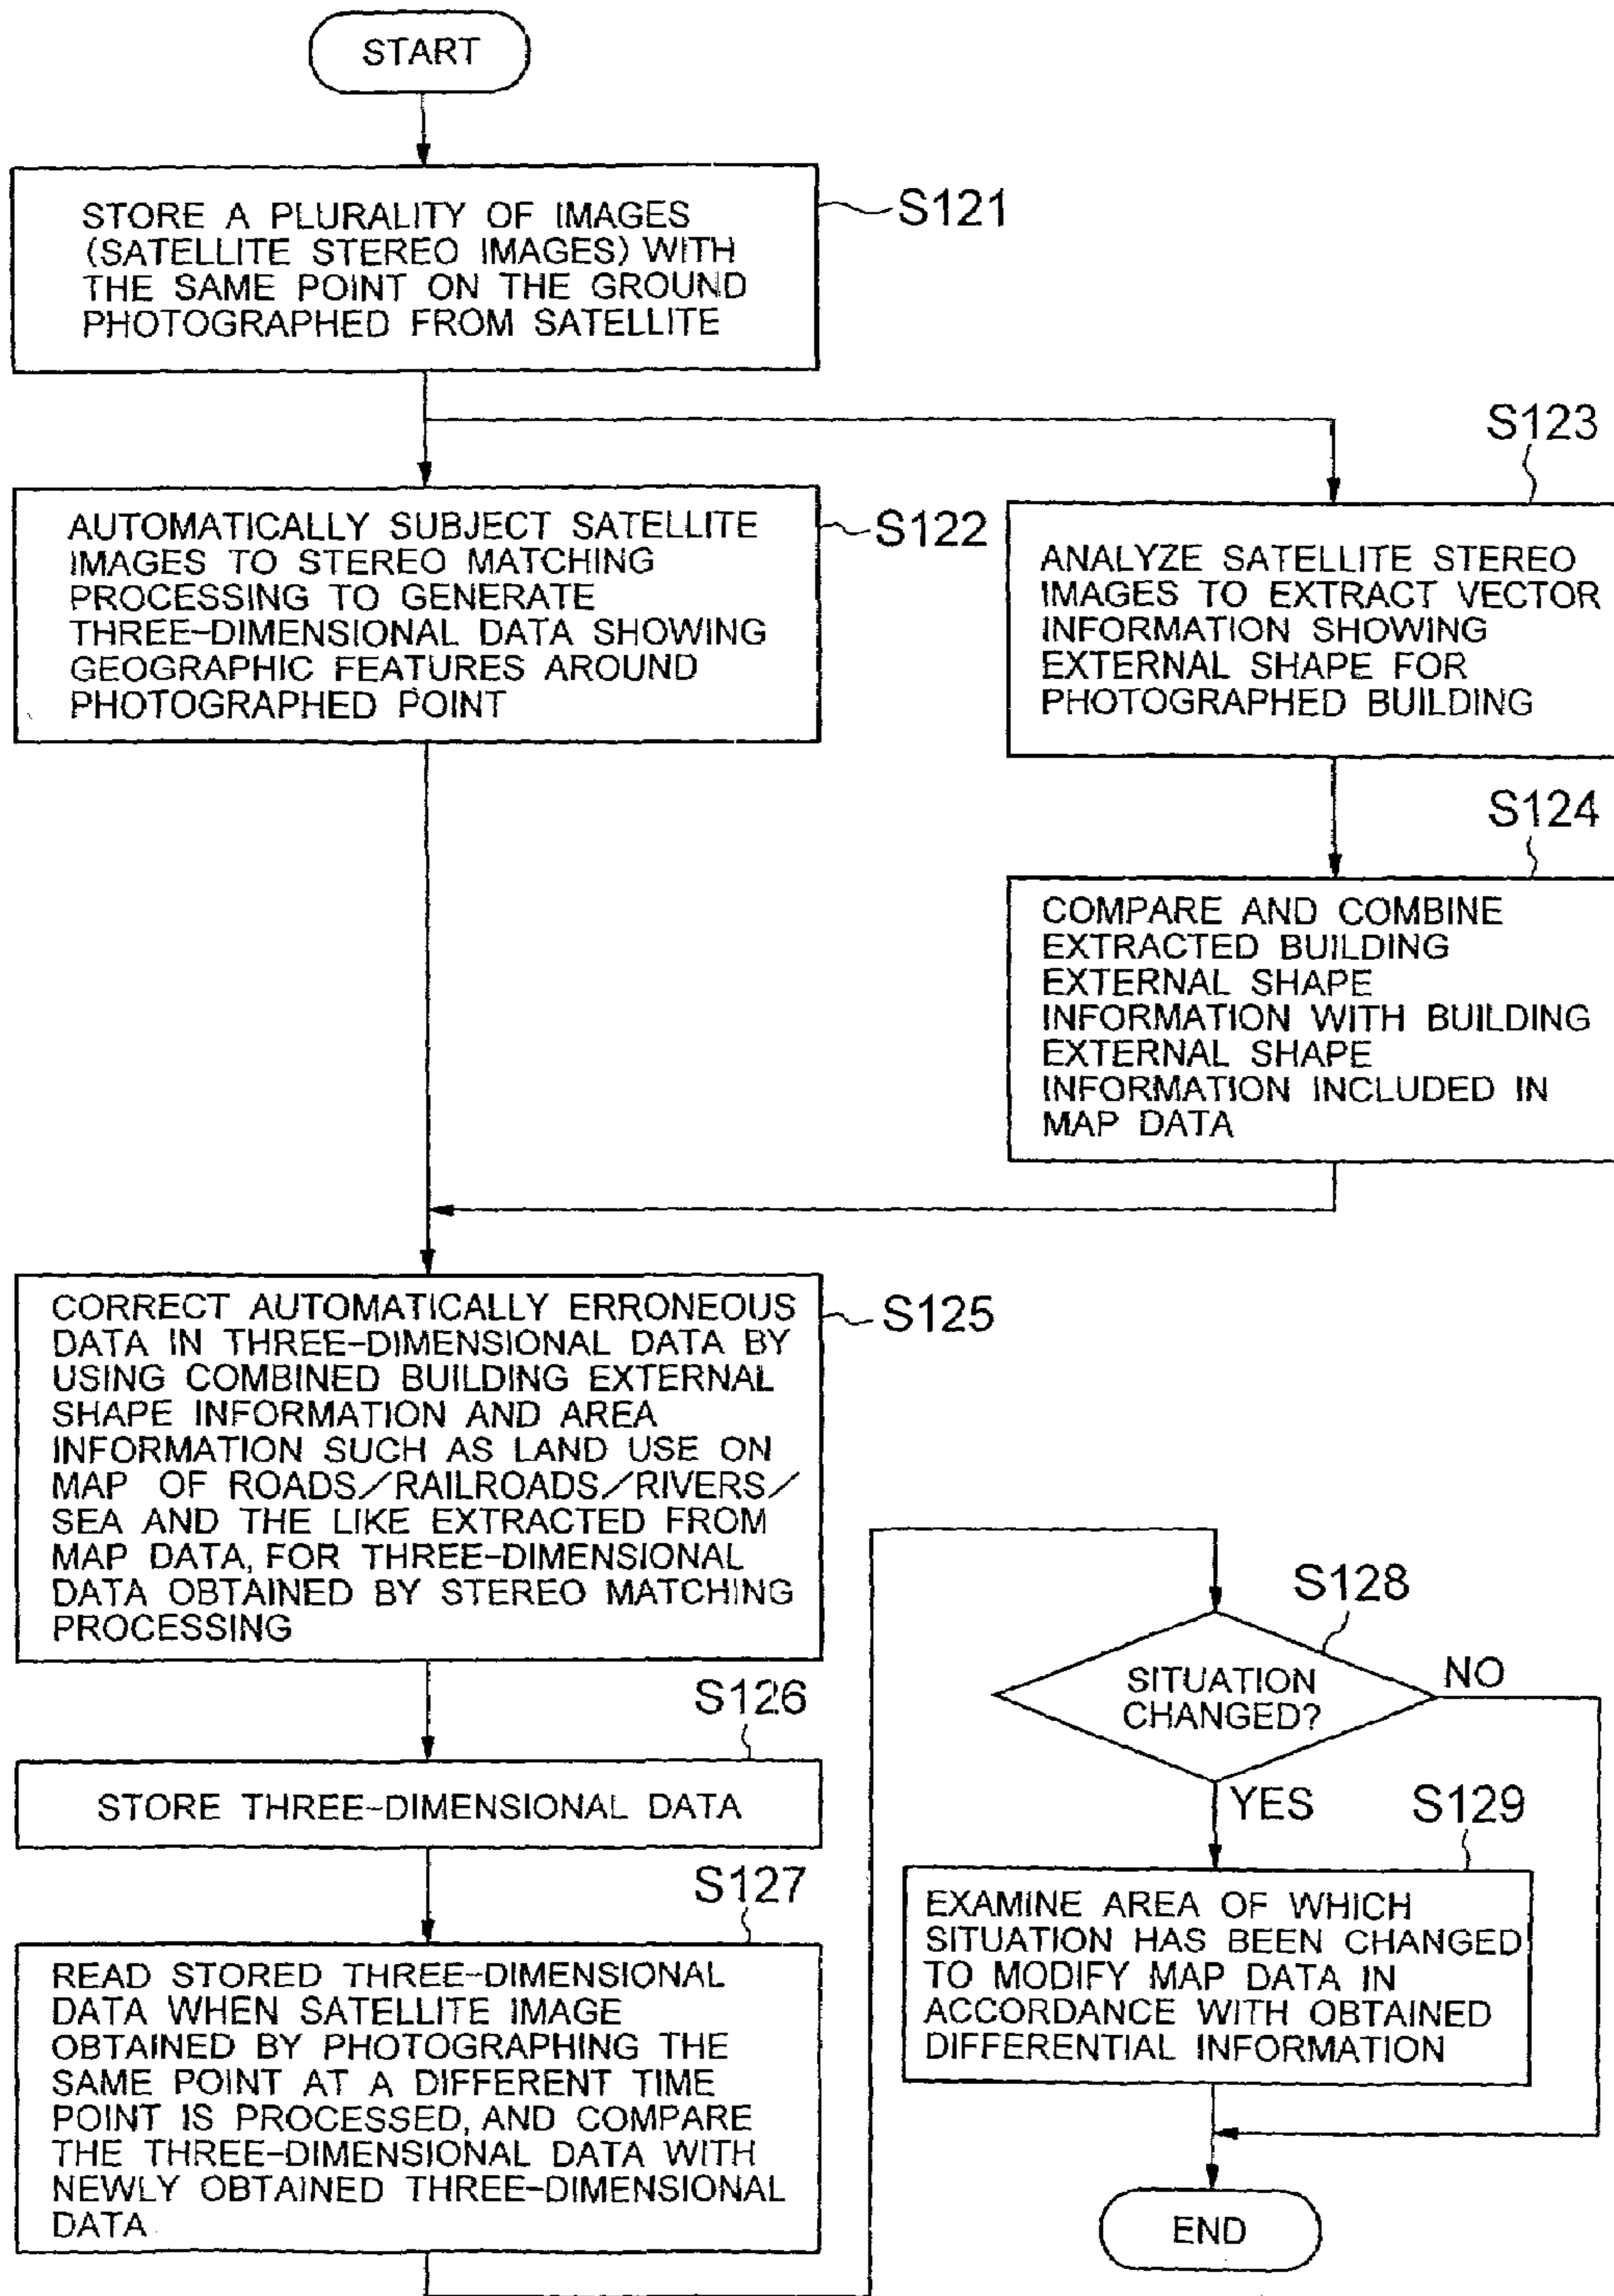 START
STORE A PLURALITY OF IMAGES
(SATELLITE STEREO IMAGES) WITH
THE SAME POINT ON THE GROUND
PHOTOGRAPHED FROM SATELLITE
S121
AUTOMATICALLY SUBJECT SATELLITE
IMAGES TO STEREO MATCHING
PROCESSING TO GENERATE
THREE-DIMENSIONAL DATA SHOWING
GEOGRAPHIC FEATURES AROUND
PHOTOGRAPHED POINT
S122
S123
ANALYZE SATELLITE STEREO
IMAGES TO EXTRACT VECTOR
INFORMATION SHOWING
EXTERNAL SHAPE FOR
PHOTOGRAPHED BUILDING
S124
COMPARE AND COMBINE
EXTRACTED BUILDING
EXTERNAL SHAPE
INFORMATION WITH BUILDING
EXTERNAL SHAPE
INFORMATION INCLUDED IN
MAP DATA
CORRECT AUTOMATICALLY ERRONEOUS
DATA IN THREE-DIMENSIONAL DATA BY
USING COMBINED BUILDING EXTERNAL
SHAPE INFORMATION AND AREA
INFORMATION SUCH AS LAND USE ON
MAP OF ROADS/RAILROADS/RIVERS/
SEA AND THE LIKE EXTRACTED FROM
MAP DATA, FOR THREE-DIMENSIONAL
DATA OBTAINED BY STEREO MATCHING
PROCESSING
S125
S126
STORE THREE-DIMENSIONAL DATA
S127
READ STORED THREE-DIMENSIONAL
DATA WHEN SATELLITE IMAGE
OBTAINED BY PHOTOGRAPHING THE
SAME POINT AT A DIFFERENT TIME
POINT IS PROCESSED, AND COMPARE
THE THREE-DIMENSIONAL DATA WITH
NEWLY OBTAINED THREE-DIMENSIONAL
DATA
S128
SITUATION
CHANGED?
NO
YES
S129
EXAMINE AREA OF WHICH
SITUATION HAS BEEN CHANGED
TO MODIFY MAP DATA IN
ACCORDANCE WITH OBTAINED
DIFFERENTIAL INFORMATION
END